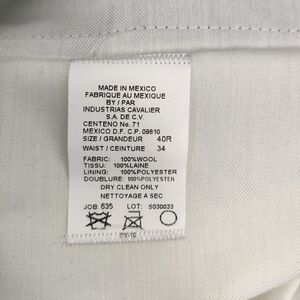 MADE IN MEXICO
FABRIQUE AU MEXIQUE
BY / PAR
INDUSTRIAS CAVALIER
S.A. DE C.V.
CENTENO No. 71
MEXICO D.F. C.P. 09810
SIZE / GRANDEUR 40R
WAIST / CEINTURE 34
FABRIC: 100%WOOL
TISSU: 100%LAINE
LINING: 100%POLYESTER
DOUBLURE: 100%POLYESTER
DRY CLEAN ONLY
NETTOYAGE A SEC
JOB: 635 LOT: 5030033